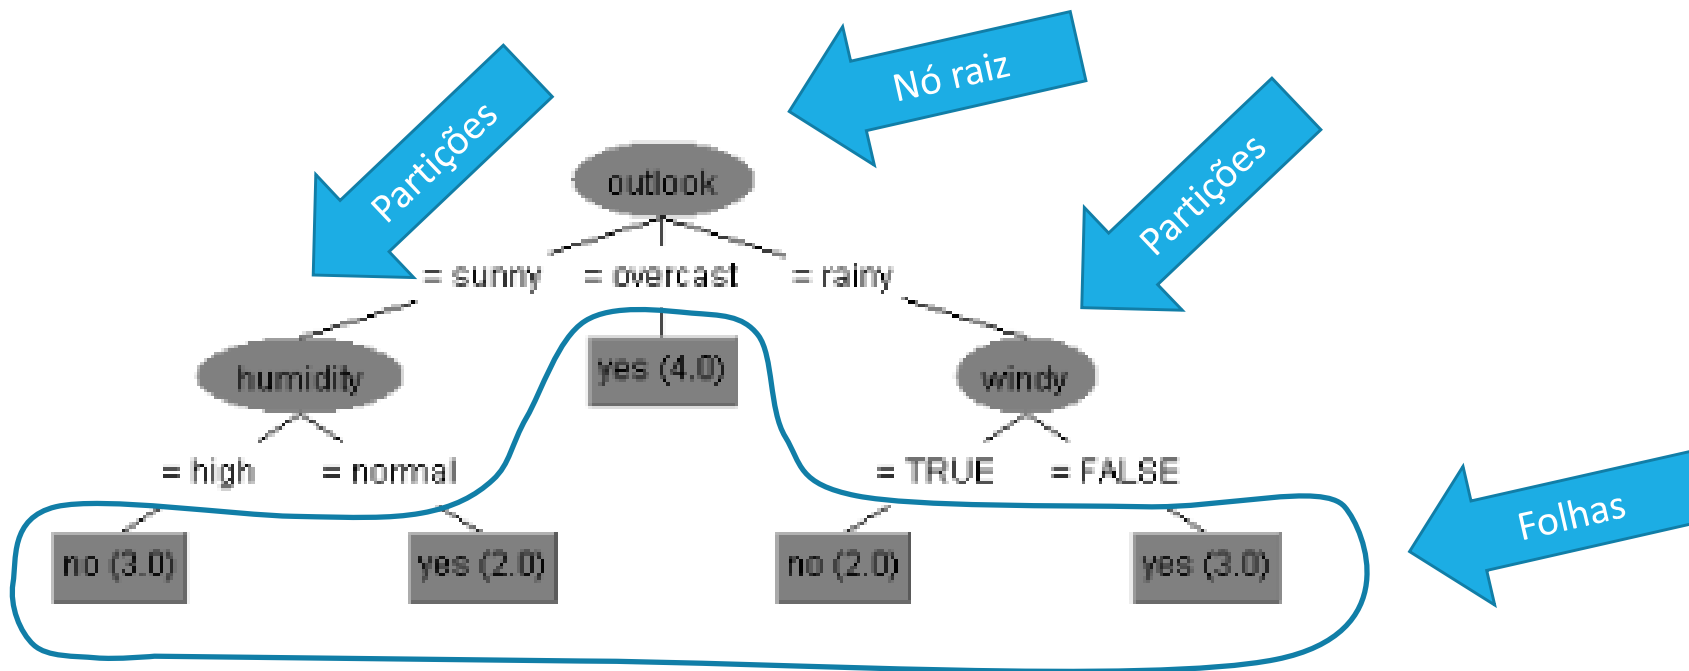 Nó raiz
Partições
Partições
outlook
= sunny = overcast = rainy
humidity yes (4.0) windy
= high = normal = TRUE = FALSE
Folhas
no (3.0) yes (2.0) no (2.0) yes (3.0)